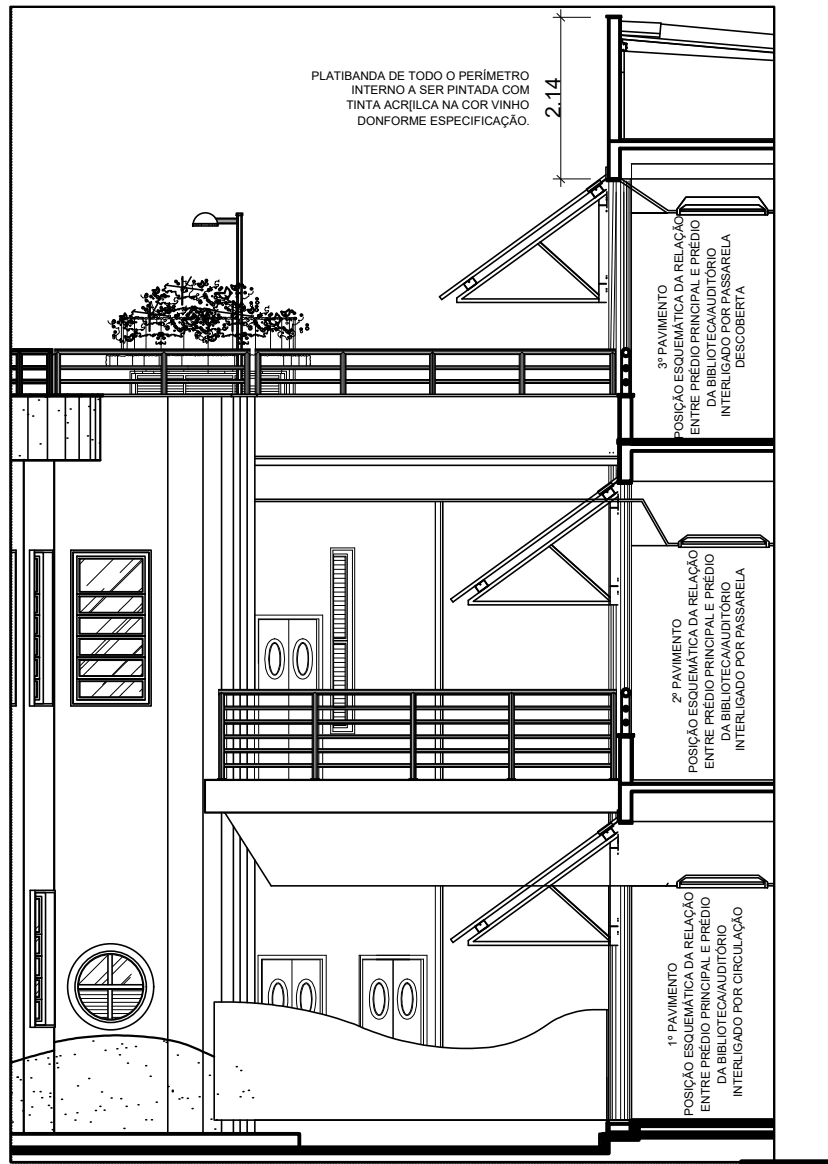 PLATIBANDA DE TODO O PERÍMETRO
INTERNO A SER PINTADA COM
TINTA ACR[ILCA NA COR VINHO
DONFORME ESPECIFICAÇÃO.
2.14
3º PAVIMENTO
POSIÇÃO ESQUEMÁTICA DA RELAÇÃO
ENTRE PRÉDIO PRINCIPAL E PRÉDIO
DA BIBLIOTECA/AUDITÓRIO
INTERLIGADO POR PASSARELA
DESCOBERTA
2º PAVIMENTO
POSIÇÃO ESQUEMÁTICA DA RELAÇÃO
ENTRE PRÉDIO PRINCIPAL E PRÉDIO
DA BIBLIOTECA/AUDITÓRIO
INTERLIGADO POR PASSARELA
1º PAVIMENTO
POSIÇÃO ESQUEMÁTICA DA RELAÇÃO
ENTRE PRÉDIO PRINCIPAL E PRÉDIO
DA BIBLIOTECA/AUDITÓRIO
INTERLIGADO POR CIRCULAÇÃO